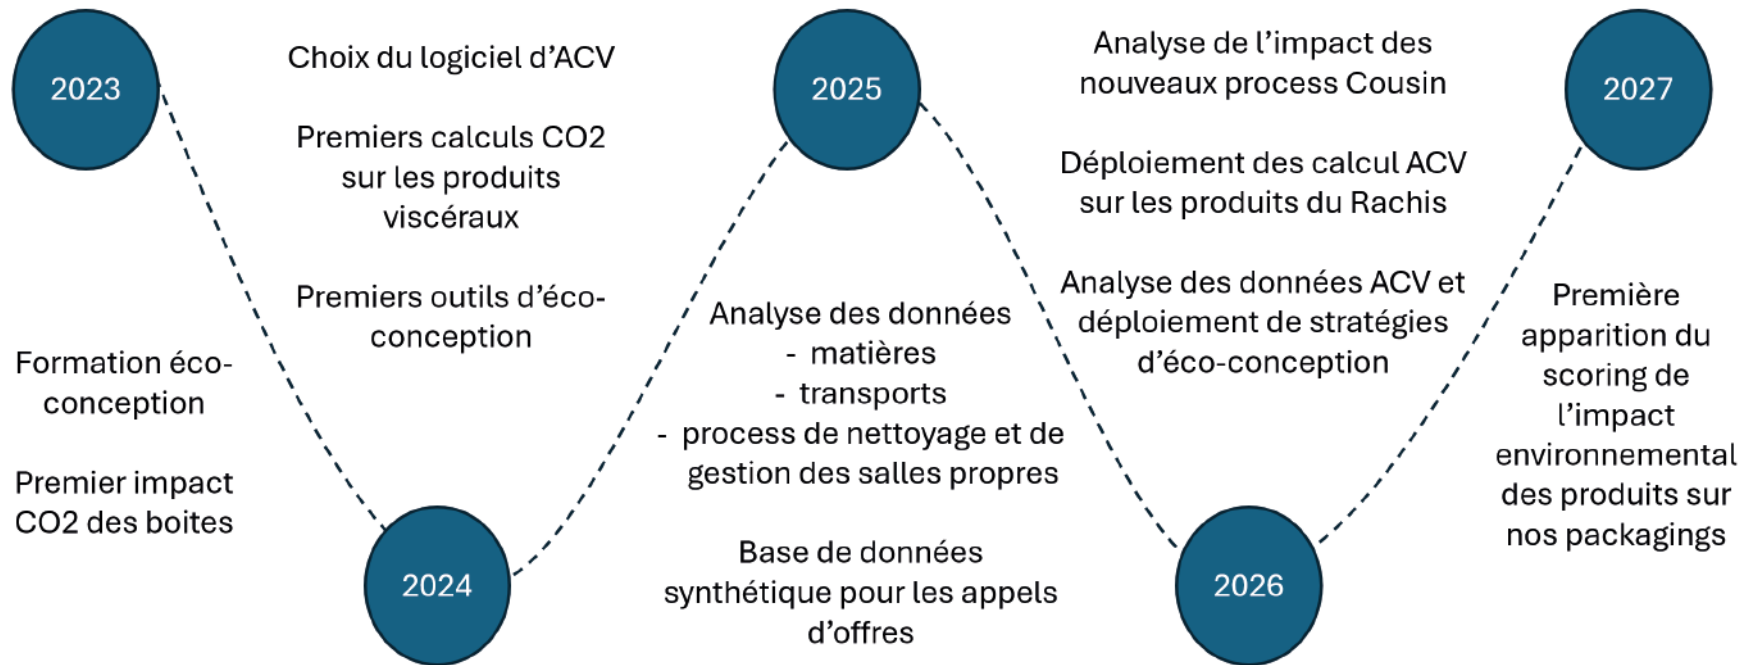 2023
Formation éco-
conception
Premier impact
CO2 des boites
2024
Choix du logiciel d’ACV
Premiers calculs CO2
sur les produits
viscéraux
Premiers outils d’éco-
conception
2025
Analyse des données
- matières
- transports
- process de nettoyage et de
gestion des salles propres
Base de données
synthétique pour les appels
d’offres
2026
Analyse de l’impact des
nouveaux process Cousin
Déploiement des calcul ACV
sur les produits du Rachis
Analyse des données ACV et
déploiement de stratégies
d’éco-conception
2027
Première
apparition du
scoring de
l’impact
environnemental
des produits sur
nos packagings